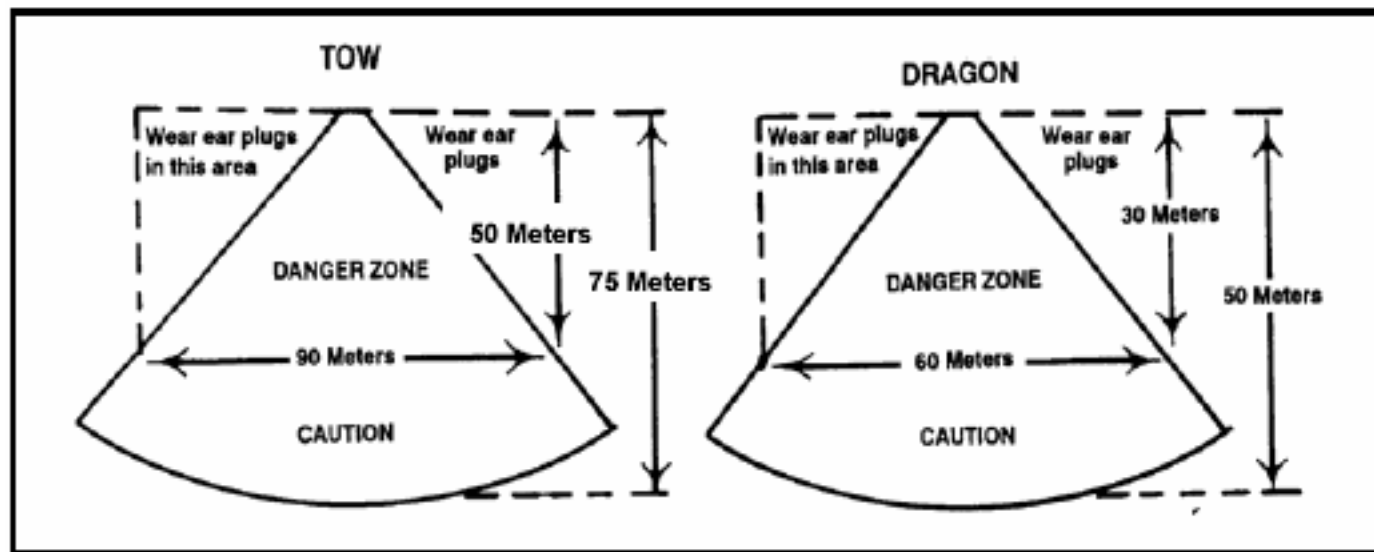 TOW
Wear ear plugs
in this area
Wear ear
plugs
50 Meters
DANGER ZONE
75 Meters
90 Meters
CAUTION
DRAGON
Wear ear plugs
in this area
Wear ear
plugs
30 Meters
DANGER ZONE
50 Meters
60 Meters
CAUTION